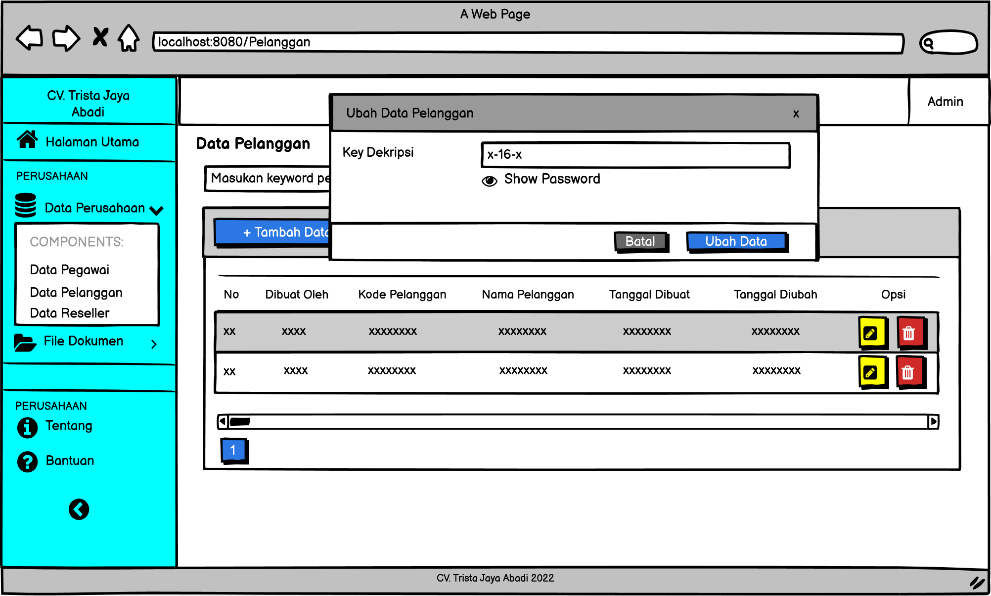 A Web Page
localhost:8080/Pelanggan
CV. Trista Jaya
Abadi
Admin
Halaman Utama
PERUSAHAAN
Data Perusahaan
COMPONENTS:
Data Pegawai
Data Pelanggan
Data Reseller
File Dokumen
PERUSAHAAN
Tentang
Bantuan
Data Pelanggan
Masukan keyword pe
+ Tambah Data
Ubah Data Pelanggan x
Key Dekripsi x-16-x
Show Password
Batal Ubah Data
No Dibuat Oleh Kode Pelanggan Nama Pelanggan Tanggal Dibuat Tanggal Diubah Opsi
xx xxxx xxxxxxxx xxxxxxxx xxxxxxxx xxxxxxxx
xx xxxx xxxxxxxx xxxxxxxx xxxxxxxx xxxxxxxx
1
CV. Trista Jaya Abadi 2022